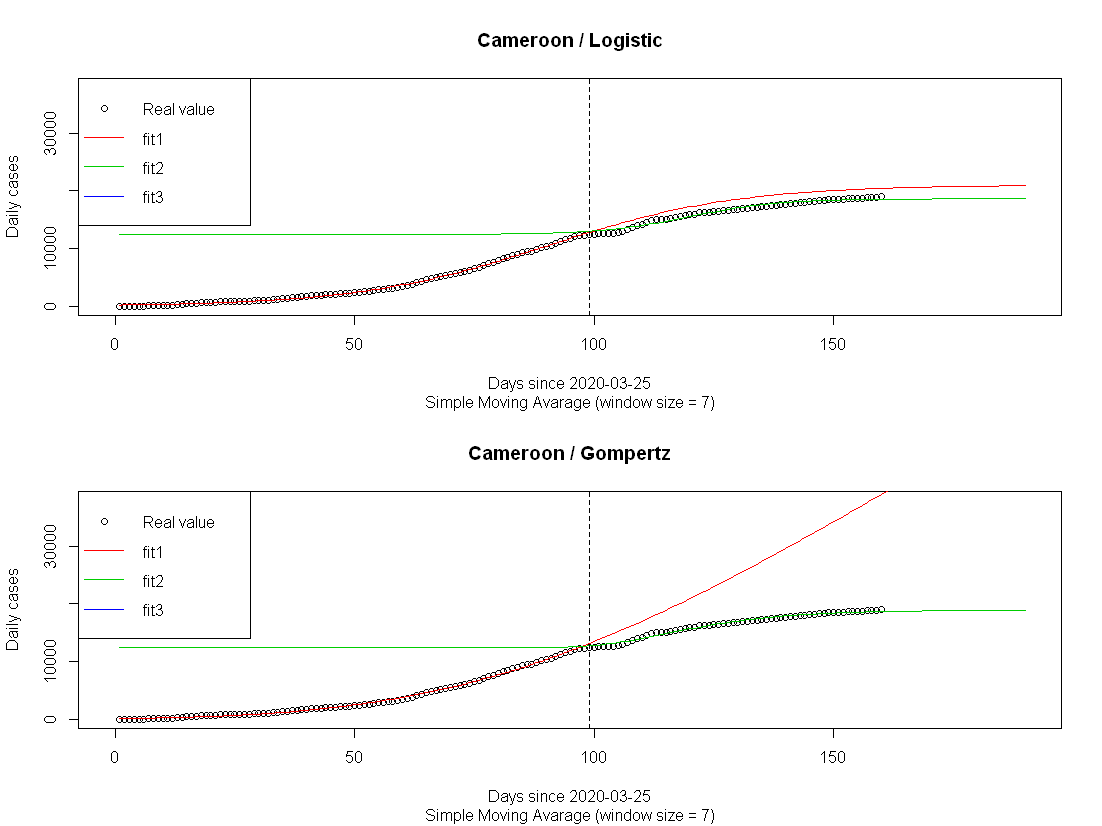 Cameroon / Logistic
Real value
fit1
fit2
fit3
Daily cases
0
10000
30000
0
50
100
150
Days since 2020-03-25
Simple Moving Avarage (window size = 7)
Cameroon / Gompertz
Real value
fit1
fit2
fit3
Daily cases
0
10000
30000
0
50
100
150
Days since 2020-03-25
Simple Moving Avarage (window size = 7)